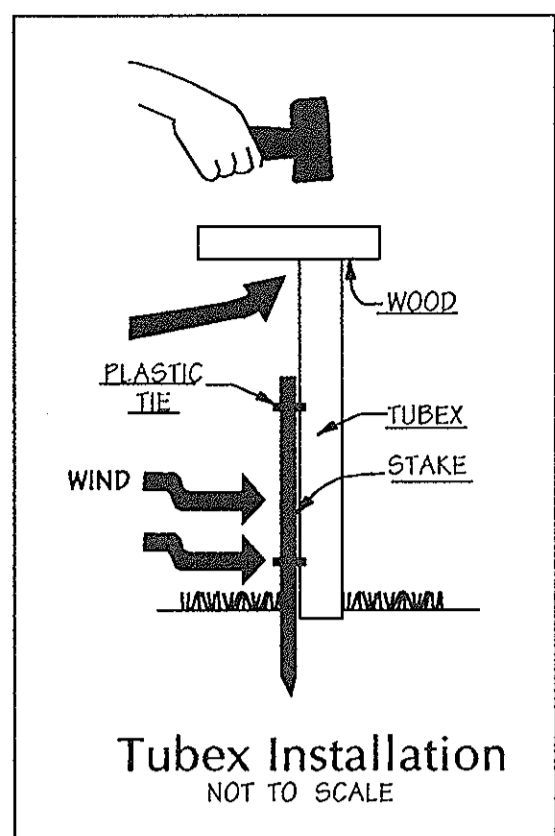 WOOD
PLASTIC
TIE
TUBEX
STAKE
WIND
Tubex Installation
NOT TO SCALE